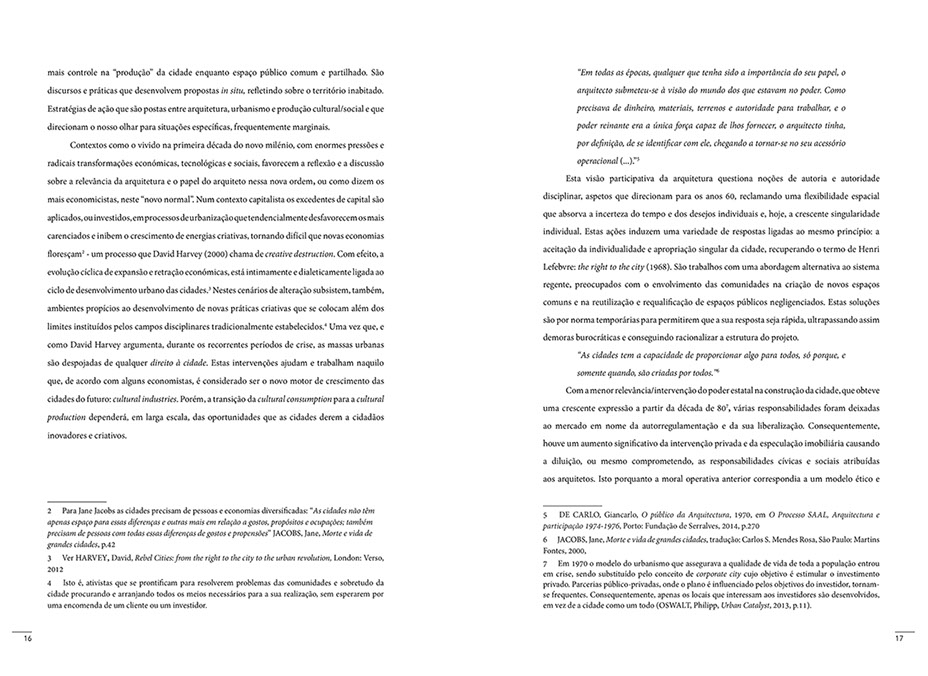 mais controle na “produção” da cidade enquanto espaço público comum e partilhado. São
discursos e práticas que desenvolvem propostas in situ, refletindo sobre o território inabitado.
Estratégias de ação que são postas entre arquitetura, urbanismo e produção cultural/social e que
direcionam o nosso olhar para situações específicas, frequentemente marginais.
Contextos como o vivido na primeira década do novo milénio, com enormes pressões e
radicais transformações económicas, tecnológicas e sociais, favorecem a reflexão e a discussão
sobre a relevância da arquitetura e o papel do arquiteto nessa nova ordem, ou como dizem os
mais economicistas, neste “novo normal”. Num contexto capitalista os excedentes de capital são
aplicados, ou investidos, em processos de urbanização que tendencialmente desfavorecem os mais
carenciados e inibem o crescimento de energias criativas, tornando difícil que novas economias
floresçam² - um processo que David Harvey (2000) chama de creative destruction. Com efeito, a
evolução cíclica de expansão e retração económicas, está intimamente e dialeticamente ligada ao
ciclo de desenvolvimento urbano das cidades.³ Nestes cenários de alteração subsistem, também,
ambientes propícios ao desenvolvimento de novas práticas criativas que se colocam além dos
limites instituídos pelos campos disciplinares tradicionalmente estabelecidos.⁴ Uma vez que, e
como David Harvey argumenta, durante os recorrentes períodos de crise, as massas urbanas
são despojadas de qualquer direito à cidade. Estas intervenções ajudam e trabalham naquilo
que, de acordo com alguns economistas, é considerado ser o novo motor de crescimento das
cidades do futuro: cultural industries. Porém, a transição da cultural consumption para a cultural
production dependerá, em larga escala, das oportunidades que as cidades derem a cidadãos
inovadores e criativos.
2 Para Jane Jacobs as cidades precisam de pessoas e economias diversificadas: “As cidades não têm
apenas espaço para essas diferenças e outras mais em relação a gostos, propósitos e ocupações; também
precisam de pessoas com todas essas diferenças de gostos e propensões” JACOBS, Jane, Morte e vida de
grandes cidades, p.42
3 Ver HARVEY, David, Rebel Cities: from the right to the city to the urban revolution, London: Verso,
2012
4 Isto é, ativistas que se prontificam para resolverem problemas das comunidades e sobretudo da
cidade procurando e arranjando todos os meios necessários para a sua realização, sem esperarem por
uma encomenda de um cliente ou um investidor.
16
“Em todas as épocas, qualquer que tenha sido a importância do seu papel, o
arquitecto submeteu-se à visão do mundo dos que estavam no poder. Como
precisava de dinheiro, materiais, terrenos e autoridade para trabalhar, e o
poder reinante era a única força capaz de lhos fornecer, o arquitecto tinha,
por definição, de se identificar com ele, chegando a tornar-se no seu acessório
operacional (...).”⁵
Esta visão participativa da arquitetura questiona noções de autoria e autoridade
disciplinar, aspetos que direcionam para os anos 60, reclamando uma flexibilidade espacial
que absorva a incerteza do tempo e dos desejos individuais e, hoje, a crescente singularidade
individual. Estas ações induzem uma variedade de respostas ligadas ao mesmo princípio: a
aceitação da individualidade e apropriação singular da cidade, recuperando o termo de Henri
Lefebvre: the right to the city (1968). São trabalhos com uma abordagem alternativa ao sistema
regente, preocupados com o envolvimento das comunidades na criação de novos espaços
comuns e na reutilização e requalificação de espaços públicos negligenciados. Estas soluções
são por norma temporárias para permitirem que a sua resposta seja rápida, ultrapassando assim
demoras burocráticas e conseguindo racionalizar a estrutura do projeto.
“As cidades têm a capacidade de proporcionar algo para todos, só porque, e
somente quando, são criadas por todos.”⁶
Com a menor relevância/intervenção do poder estatal na construção da cidade, que obteve
uma crescente expressão a partir da década de 80⁷, várias responsabilidades foram deixadas
ao mercado em nome da autorregulamentação e da sua liberalização. Consequentemente,
houve um aumento significativo da intervenção privada e da especulação imobiliária causando
a diluição, ou mesmo comprometendo, as responsabilidades cívicas e sociais atribuídas
aos arquitetos. Isto porquanto a moral operativa anterior correspondia a um modelo ético e
5 DE CARLO, Giancarlo, O público da Arquitectura, 1970, em O Processo SAAL, Arquitectura e
participação 1974-1976, Porto: Fundação de Serralves, 2014, p.270
6 JACOBS, Jane, Morte e vida de grandes cidades, tradução: Carlos S. Mendes Rosa, São Paulo: Martins
Fontes, 2000,
7 Em 1970 o modelo do urbanismo que assegurava a qualidade de vida de toda a população entrou
em crise, sendo substituído pelo conceito de corporate city cujo objetivo é estimular o investimento
privado. Parcerias público-privadas, onde o plano é influenciado pelos objetivos do investidor, tornam-
se frequentes. Consequentemente, apenas os locais que interessam aos investidores são desenvolvidos,
em vez de a cidade como um todo (OSWALT, Philipp, Urban Catalyst, 2013, p.11).
17